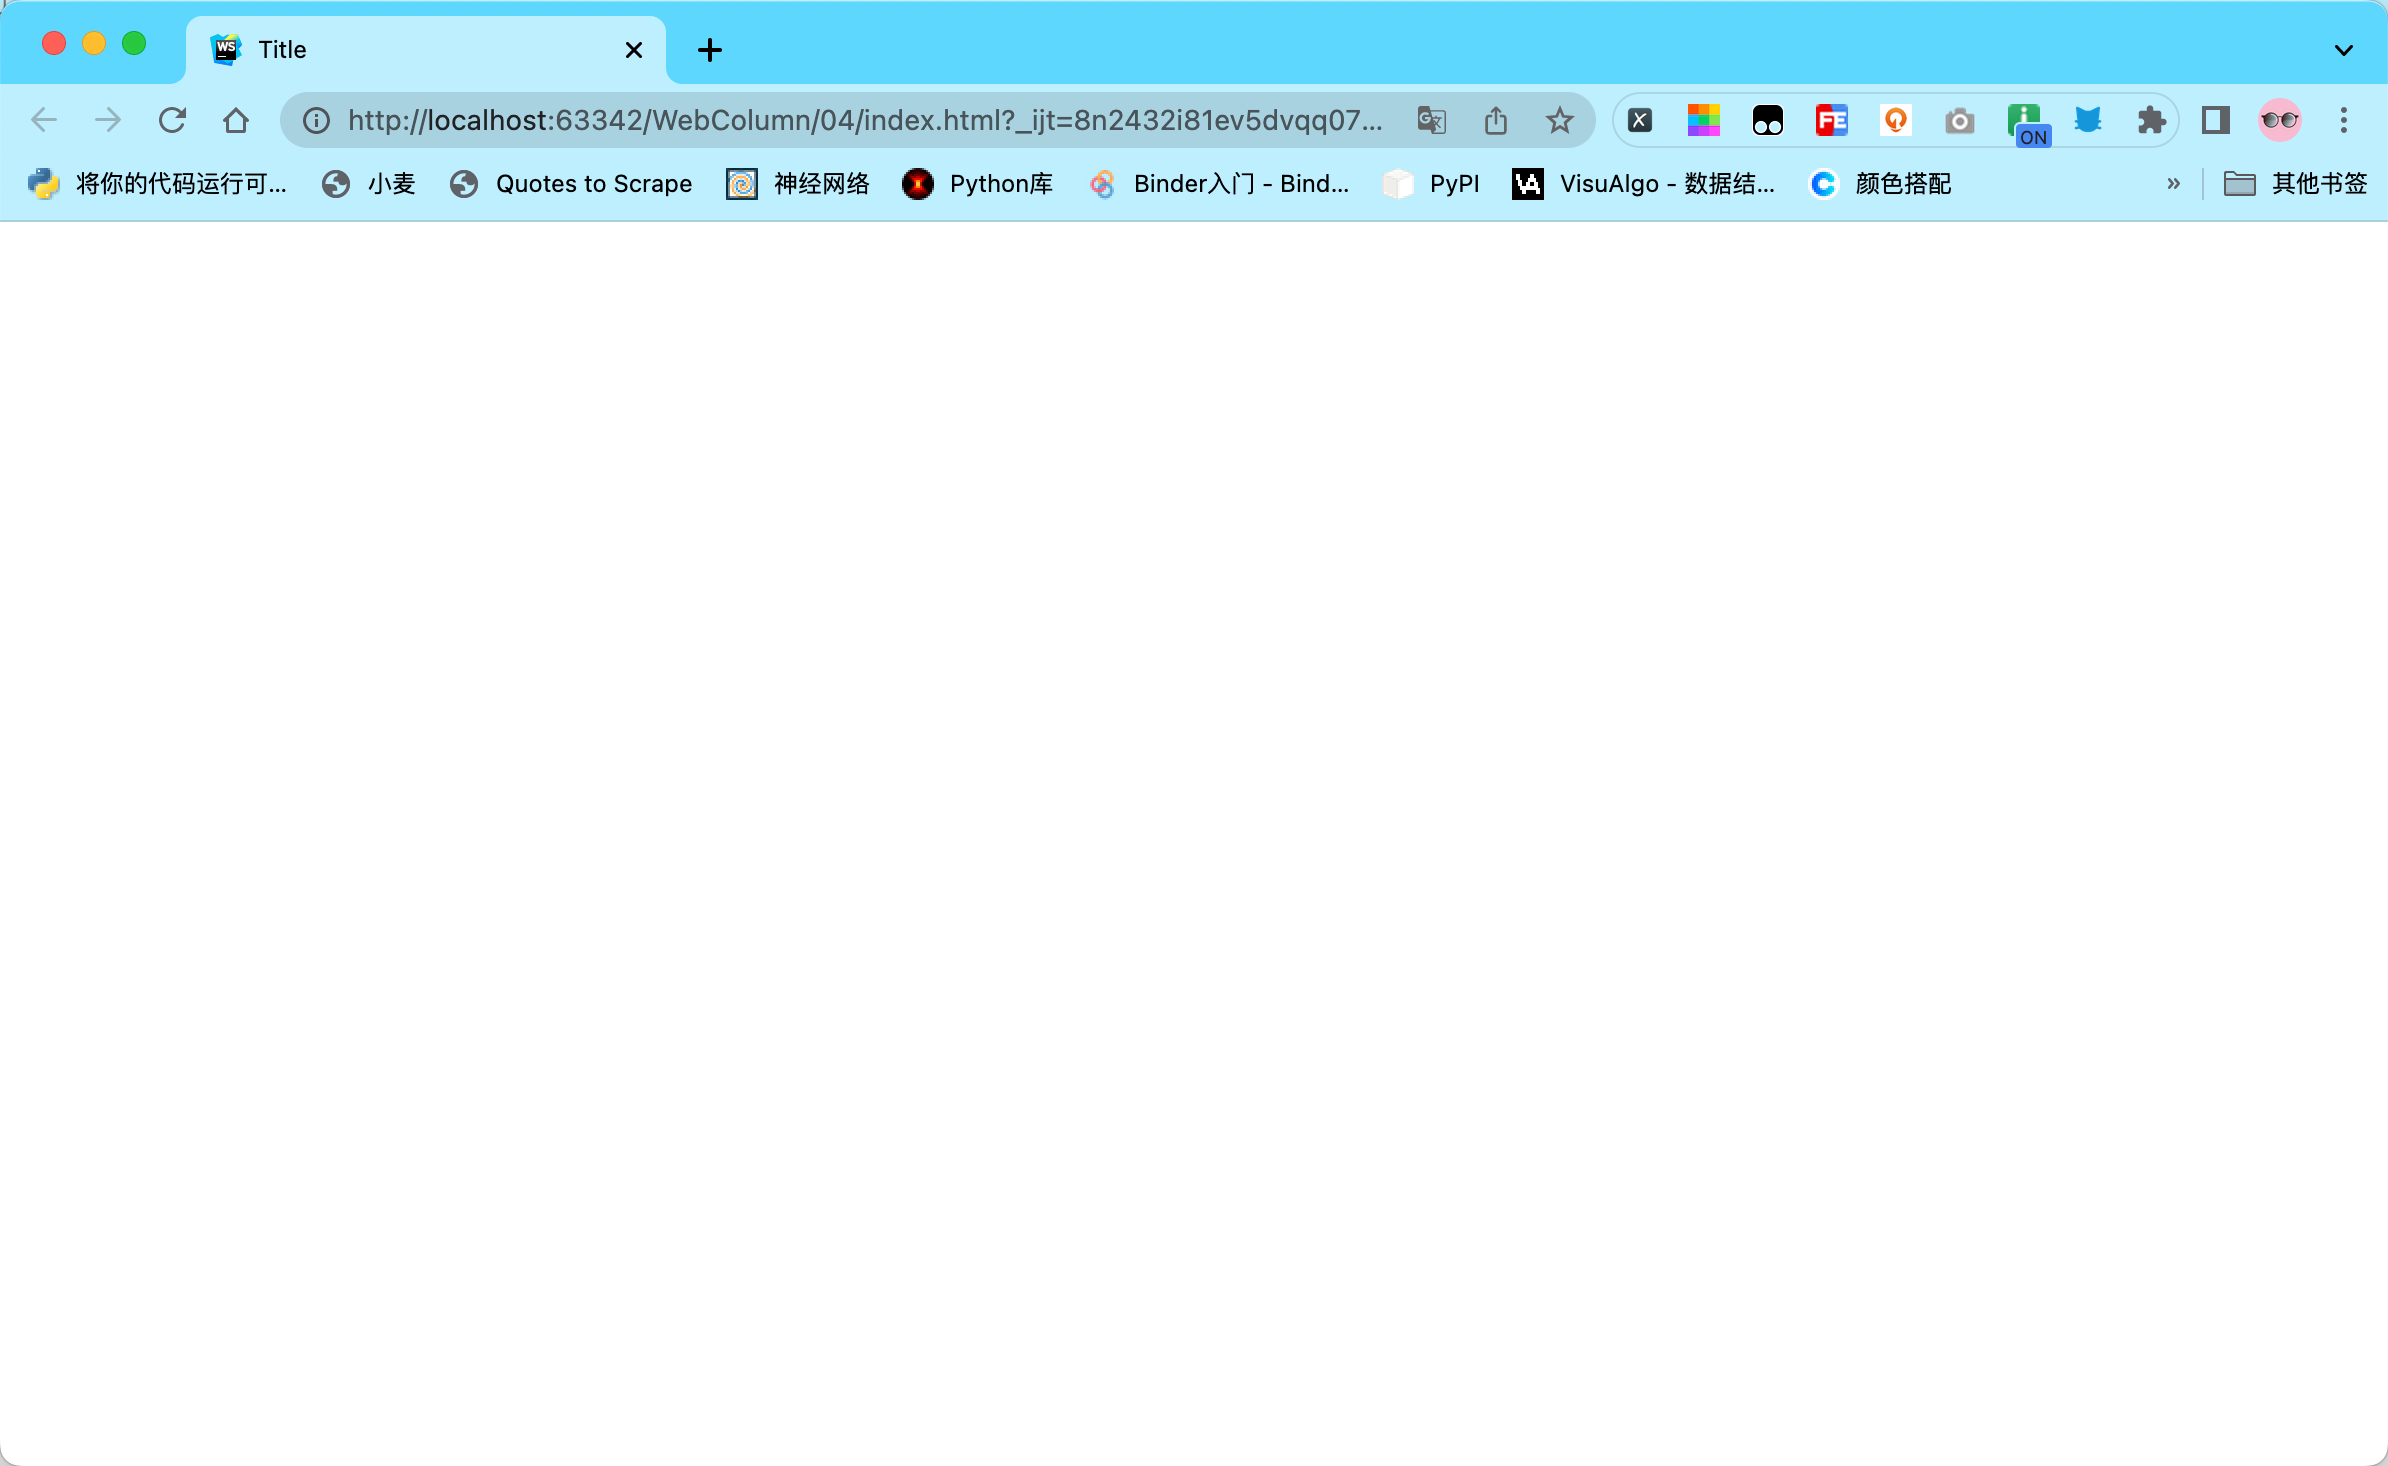 WS Title
http://localhost:63342/WebColumn/04/index.html?_ijt=8n2432i81ev5dvqq07...
FE ON
将你的代码运行可... 小麦 Quotes to Scrape 神经网络 Python库 Binder入门 - Bind... PyPI VisuAlgo - 数据结... 颜色搭配 » 其他书签